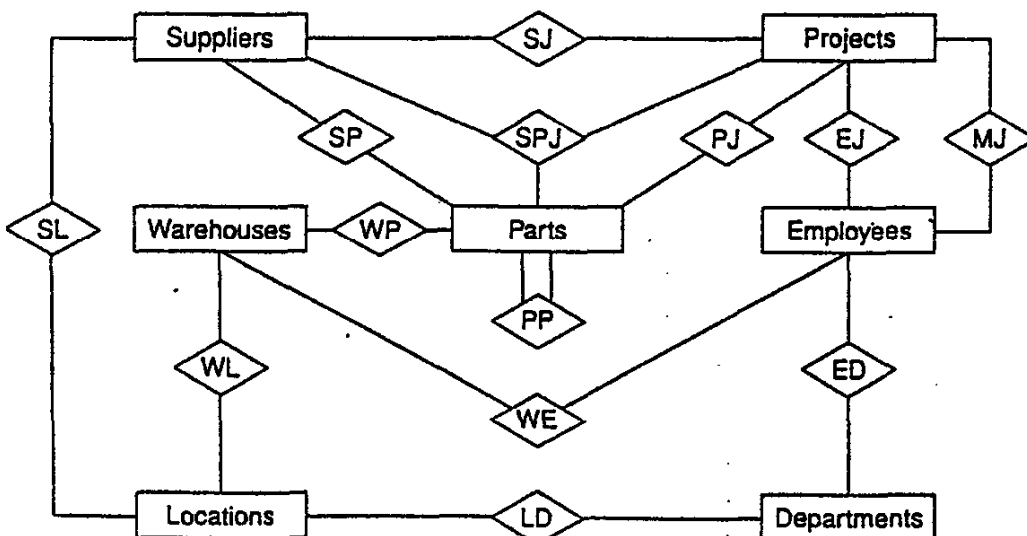 Suppliers
SJ
Projects
SP
SPJ
PJ
EJ
MJ
SL
Warehouses
WP
Parts
Employees
PP
WL
ED
WE
Locations
LD
Departments